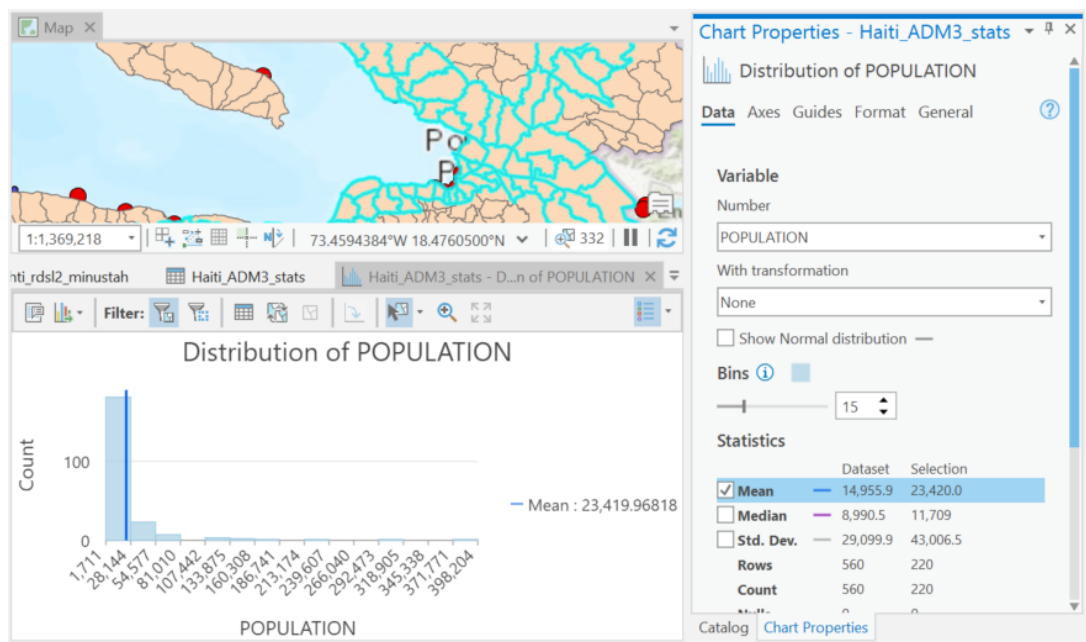 Map
Po
P
1:1,369,218
73.4594384°W 18.4760500°N
332
nti_rdsl2_minustah
Haiti_ADM3_stats
Haiti_ADM3_stats - D...n of POPULATION
Filter:
Distribution of POPULATION
Count
100
0
1,711
28,144
54,577
81,010
107,442
133,875
160,308
186,741
213,174
239,607
266,040
292,473
318,905
345,338
371,771
398,204
POPULATION
Mean : 23,419.96818
Chart Properties - Haiti_ADM3_stats
Distribution of POPULATION
Data Axes Guides Format General
Variable
Number
POPULATION
With transformation
None
Show Normal distribution
Bins
15
Statistics
Dataset Selection
Mean 14,955.9 23,420.0
Median 8,990.5 11,709
Std. Dev. 29,099.9 43,006.5
Rows 560 220
Count 560 220
Catalog Chart Properties